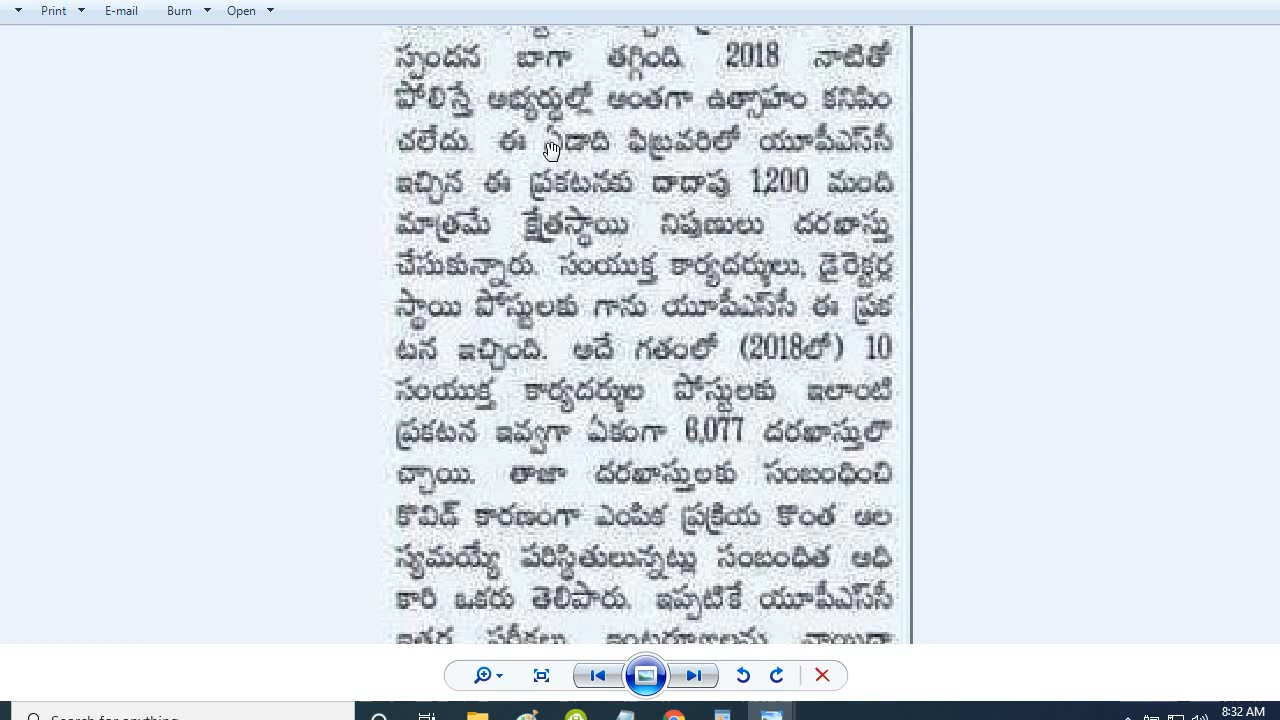 Print E-mail Burn Open
స్పందన బాగా తగ్గింది. 2018 నాటితో
పోలిస్తే అభ్యర్థుల్లో అంతగా ఉత్సాహం కనిపిం
చలేదు. ఈ ఏడాది ఫిబ్రువరిలో యూపీఎస్‌సీ
ఇచ్చిన ఈ ప్రకటనకు దాదాపు 1,200 మంది
మాత్రమే క్షేత్రస్థాయి నిపుణులు దరఖాస్తు
చేసుకున్నారు. సంయుక్త కార్యదర్శులు, డైరెక్టర్ల
స్థాయి పోస్టులకు గాను యూపీఎస్‌సీ ఈ ప్రక
టన ఇచ్చింది. అదే గతంలో (2018లో) 10
సంయుక్త కార్యదర్శుల పోస్టులకు ఇలాంటి
ప్రకటన ఇవ్వగా ఏకంగా 6,077 దరఖాస్తులొ
చ్చాయి. తాజా దరఖాస్తులకు సంబంధించి
కొవిడ్ కారణంగా ఎంపిక ప్రక్రియ కొంత ఆల
స్యమయ్యే పరిస్థితులున్నట్లు సంబంధిత అధి
కారి ఒకరు తెలిపారు. ఇప్పటికే యూపీఎస్‌సీ
8:32 AM